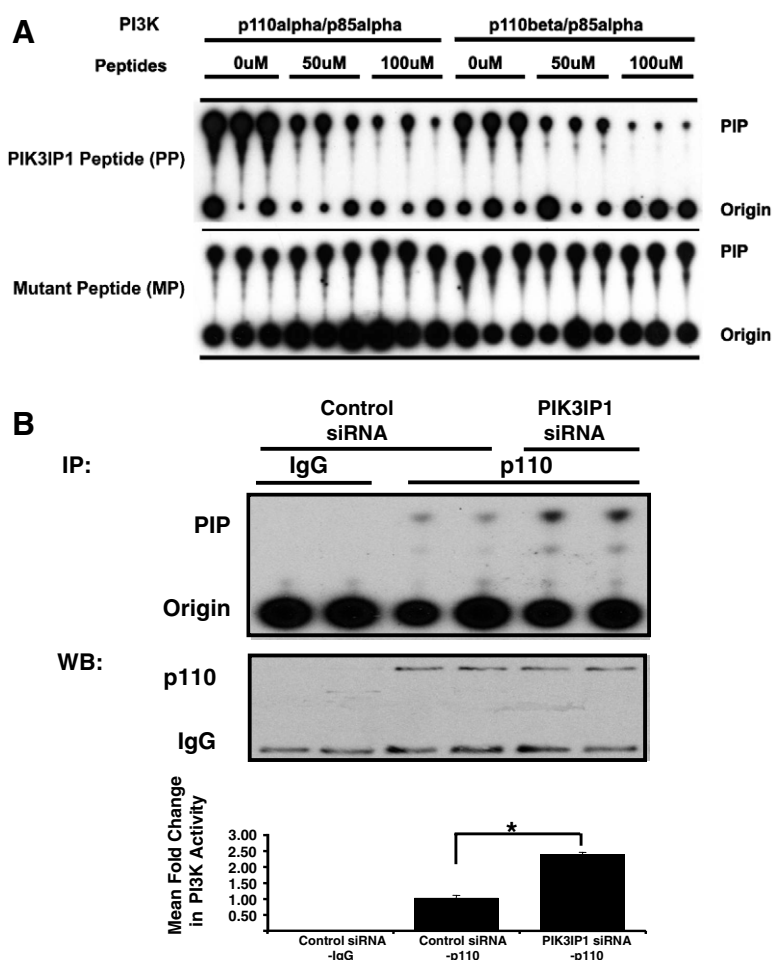 A
PI3K p110alpha/p85alpha p110beta/p85alpha
Peptides 0uM 50uM 100uM 0uM 50uM 100uM
PIK3IP1 Peptide (PP)
PIP
Origin
Mutant Peptide (MP)
PIP
Origin
B
Control siRNA
PIK3IP1 siRNA
IP: IgG p110
PIP
Origin
WB:
p110
IgG
Mean Fold Change
in PI3K Activity
3.00
2.50
2.00
1.50
1.00
0.50
*
Control siRNA
-IgG
Control siRNA
-p110
PIK3IP1 siRNA
-p110